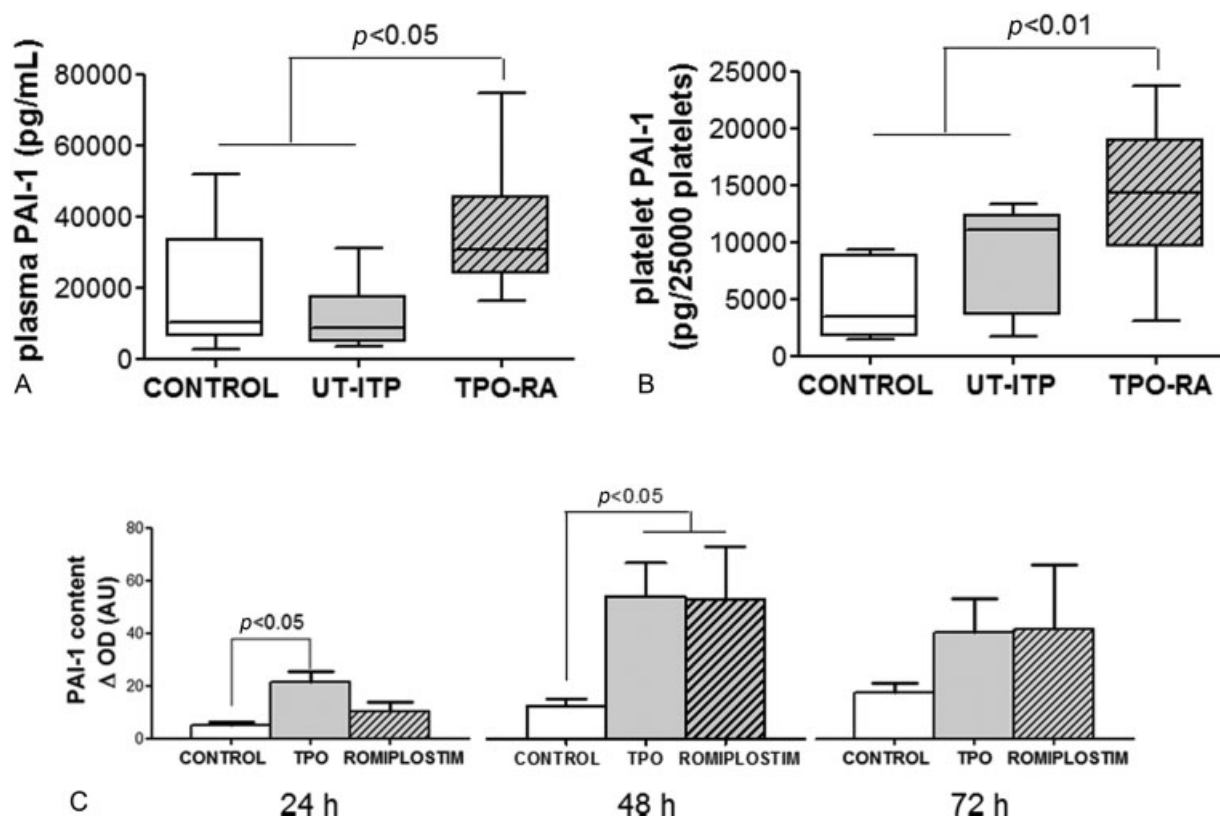 p<0.05
80000
60000
40000
20000
0
plasma PAI-1 (pg/mL)
CONTROL UT-ITP TPO-RA
A
p<0.01
25000
20000
15000
10000
5000
0
platelet PAI-1
(pg/25000 platelets)
CONTROL UT-ITP TPO-RA
B
PAI-1 content
Δ OD (AU)
80
60
40
20
0
p<0.05
CONTROL TPO ROMIPLOSTIM
24 h
p<0.05
CONTROL TPO ROMIPLOSTIM
48 h
CONTROL TPO ROMIPLOSTIM
72 h
C